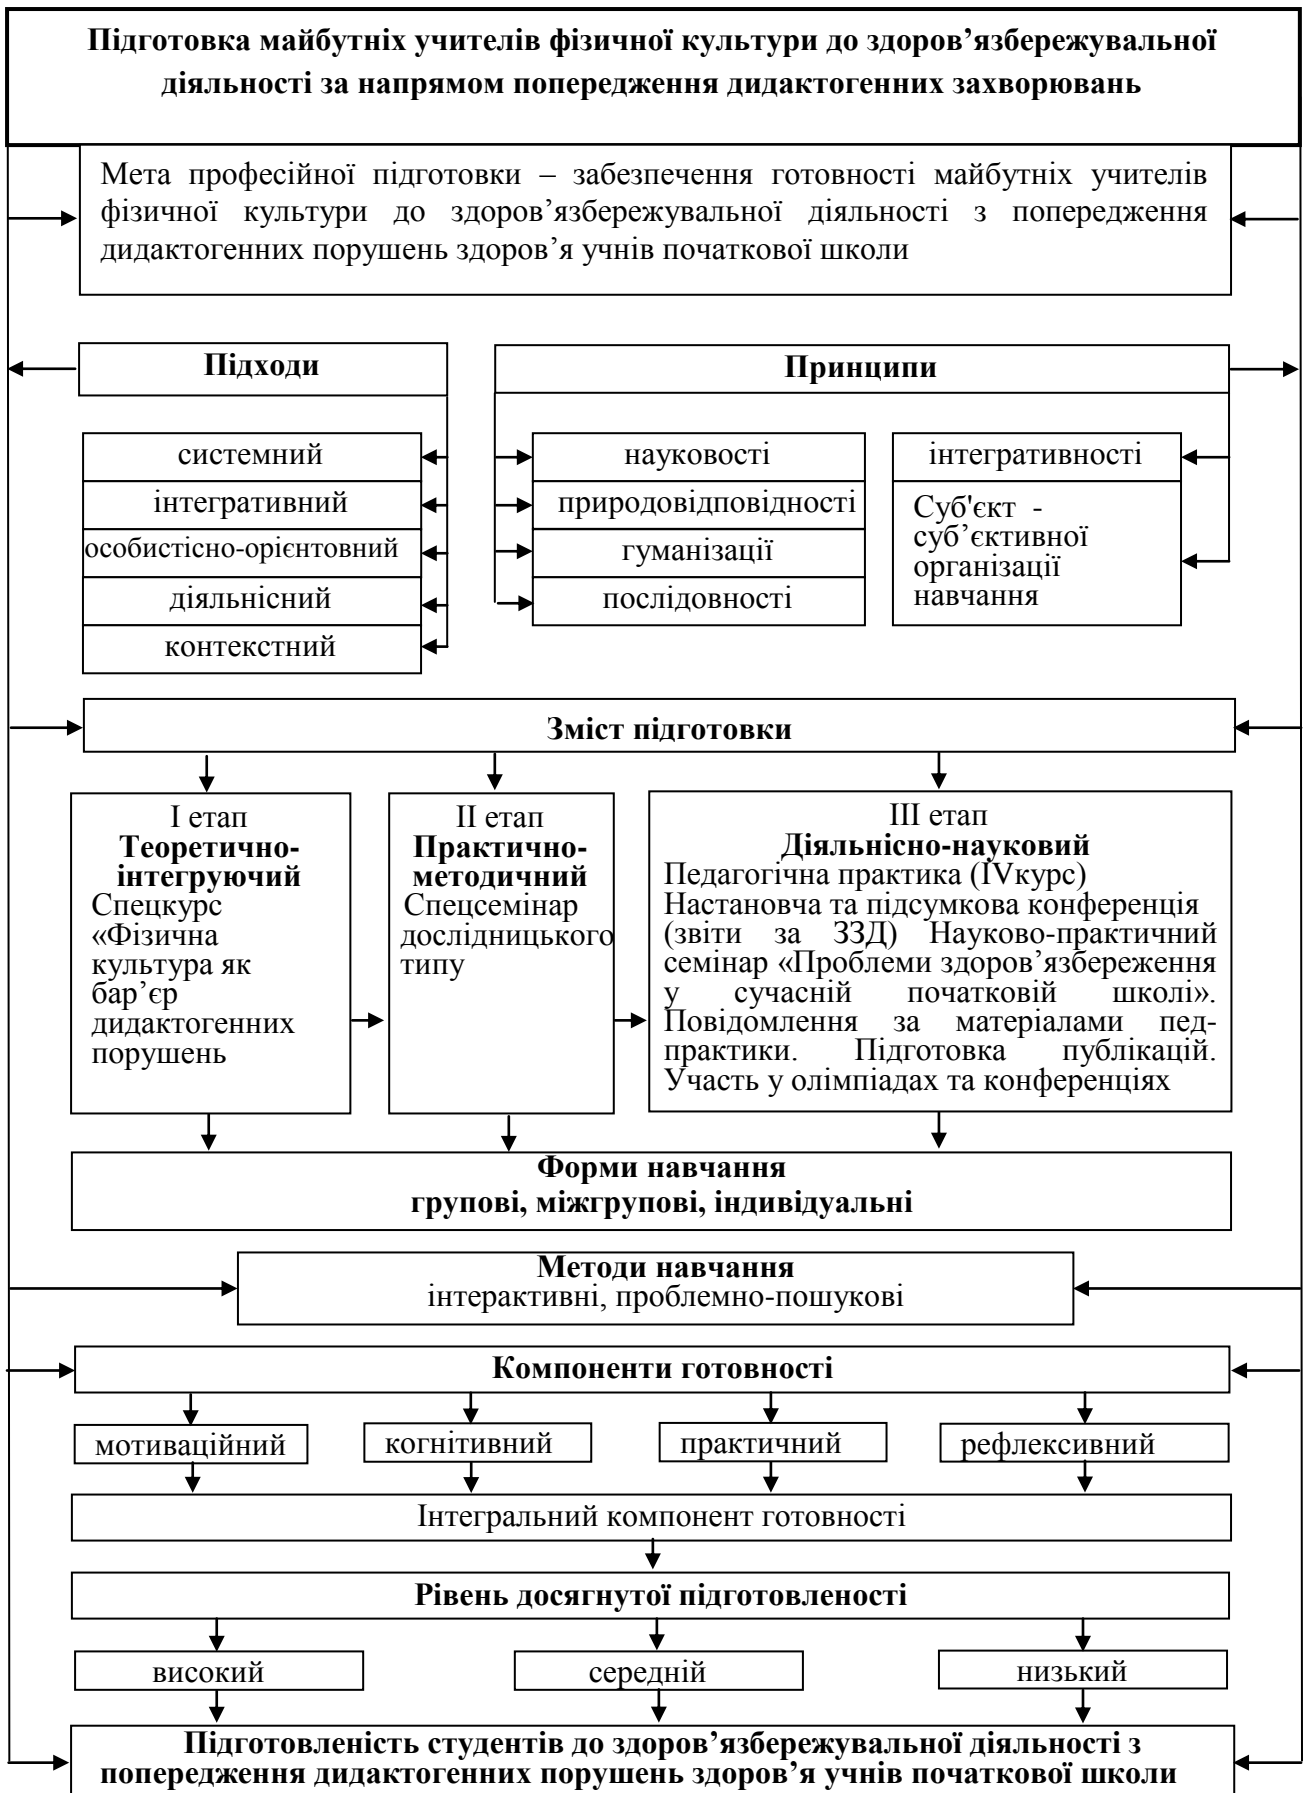 Підготовка майбутніх учителів фізичної культури до здоров’язбережувальної
діяльності за напрямом попередження дидактогенних захворювань
Мета професійної підготовки – забезпечення готовності майбутніх учителів
фізичної культури до здоров’язбережувальної діяльності з попередження
дидактогенних порушень здоров’я учнів початкової школи
Підходи
системний
інтегративний
особистісно-орієнтовний
діяльнісний
контекстний
Принципи
науковості
природовідповідності
гуманізації
послідовності
інтегративності
Суб'єкт -
суб’єктивної
організації
навчання
Зміст підготовки
І етап
Теоретично-
інтегруючий
Спецкурс
«Фізична
культура як
бар’єр
дидактогенних
порушень
ІІ етап
Практично-
методичний
Спецсемінар
дослідницького
типу
ІІІ етап
Діяльнісно-науковий
Педагогічна практика (ІVкурс)
Настановча та підсумкова конференція
(звіти за ЗЗД) Науково-практичний
семінар «Проблеми здоров’язбереження
у сучасній початковій школі».
Повідомлення за матеріалами пед-
практики. Підготовка публікацій.
Участь у олімпіадах та конференціях
Форми навчання
групові, міжгрупові, індивідуальні
Методи навчання
інтерактивні, проблемно-пошукові
Компоненти готовності
мотиваційний
когнітивний
практичний
рефлексивний
Інтегральний компонент готовності
Рівень досягнутої підготовленості
високий
середній
низький
Підготовленість студентів до здоров’язбережувальної діяльності з
попередження дидактогенних порушень здоров’я учнів початкової школи